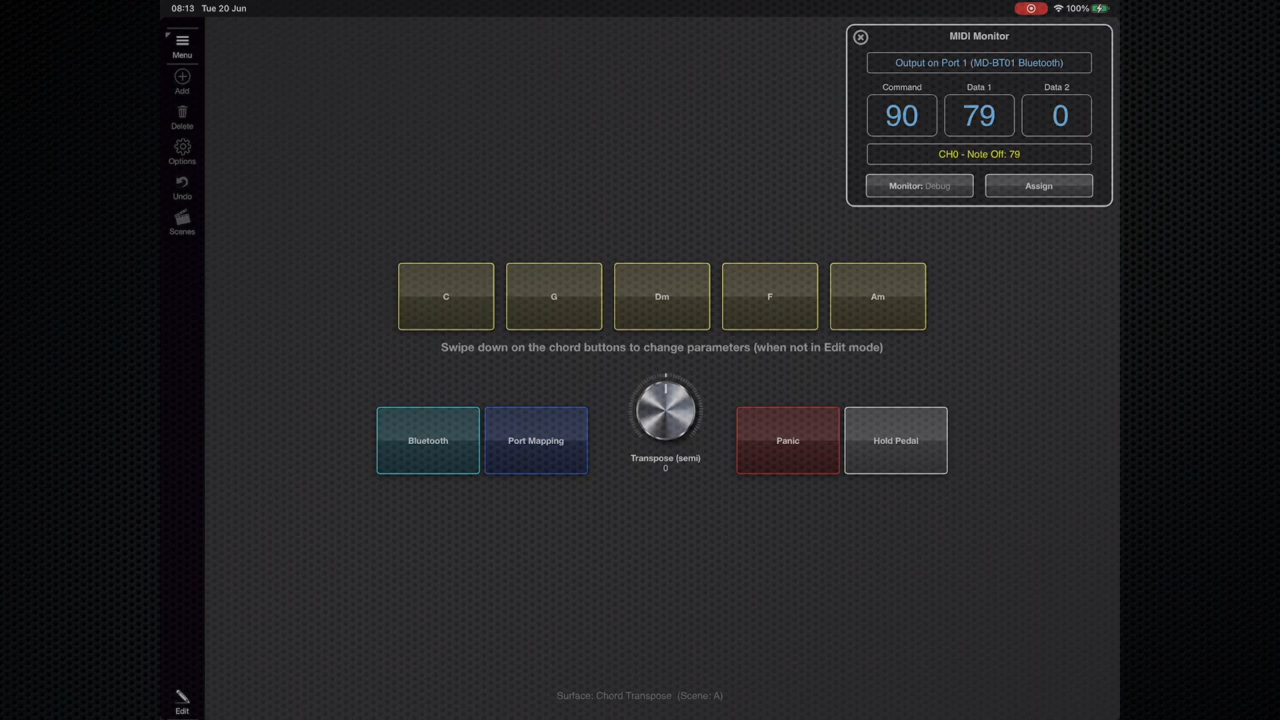 08:13 Tue 20 Jun
100%
Menu
Add
Delete
Options
Undo
Scenes
Edit
MIDI Monitor
Output on Port 1 (MD-BT01 Bluetooth)
Command Data 1 Data 2
90 79 0
CH0 - Note Off: 79
Monitor: Debug Assign
C G Dm F Am
Swipe down on the chord buttons to change parameters (when not in Edit mode)
Bluetooth Port Mapping Panic Hold Pedal
Transpose (semi)
0
Surface: Chord Transpose (Scene: A)